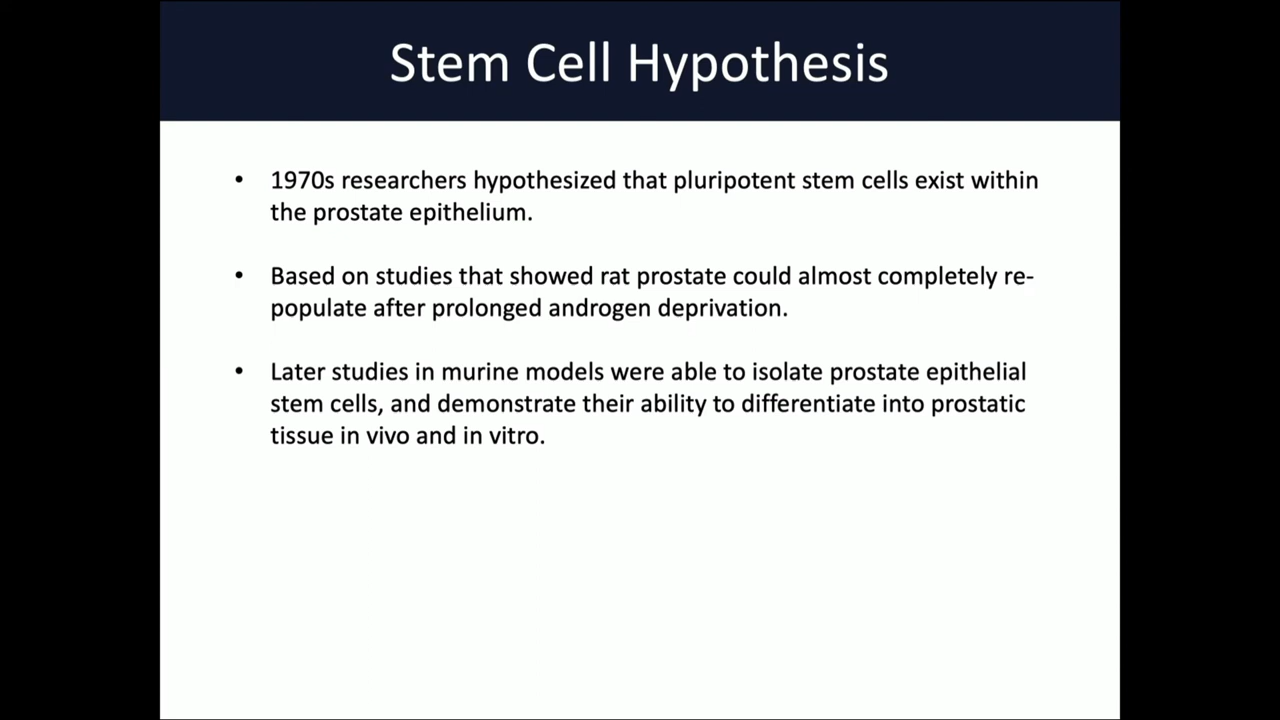 Stem Cell Hypothesis
• 1970s researchers hypothesized that pluripotent stem cells exist within
the prostate epithelium.
• Based on studies that showed rat prostate could almost completely re-
populate after prolonged androgen deprivation.
• Later studies in murine models were able to isolate prostate epithelial
stem cells, and demonstrate their ability to differentiate into prostatic
tissue in vivo and in vitro.